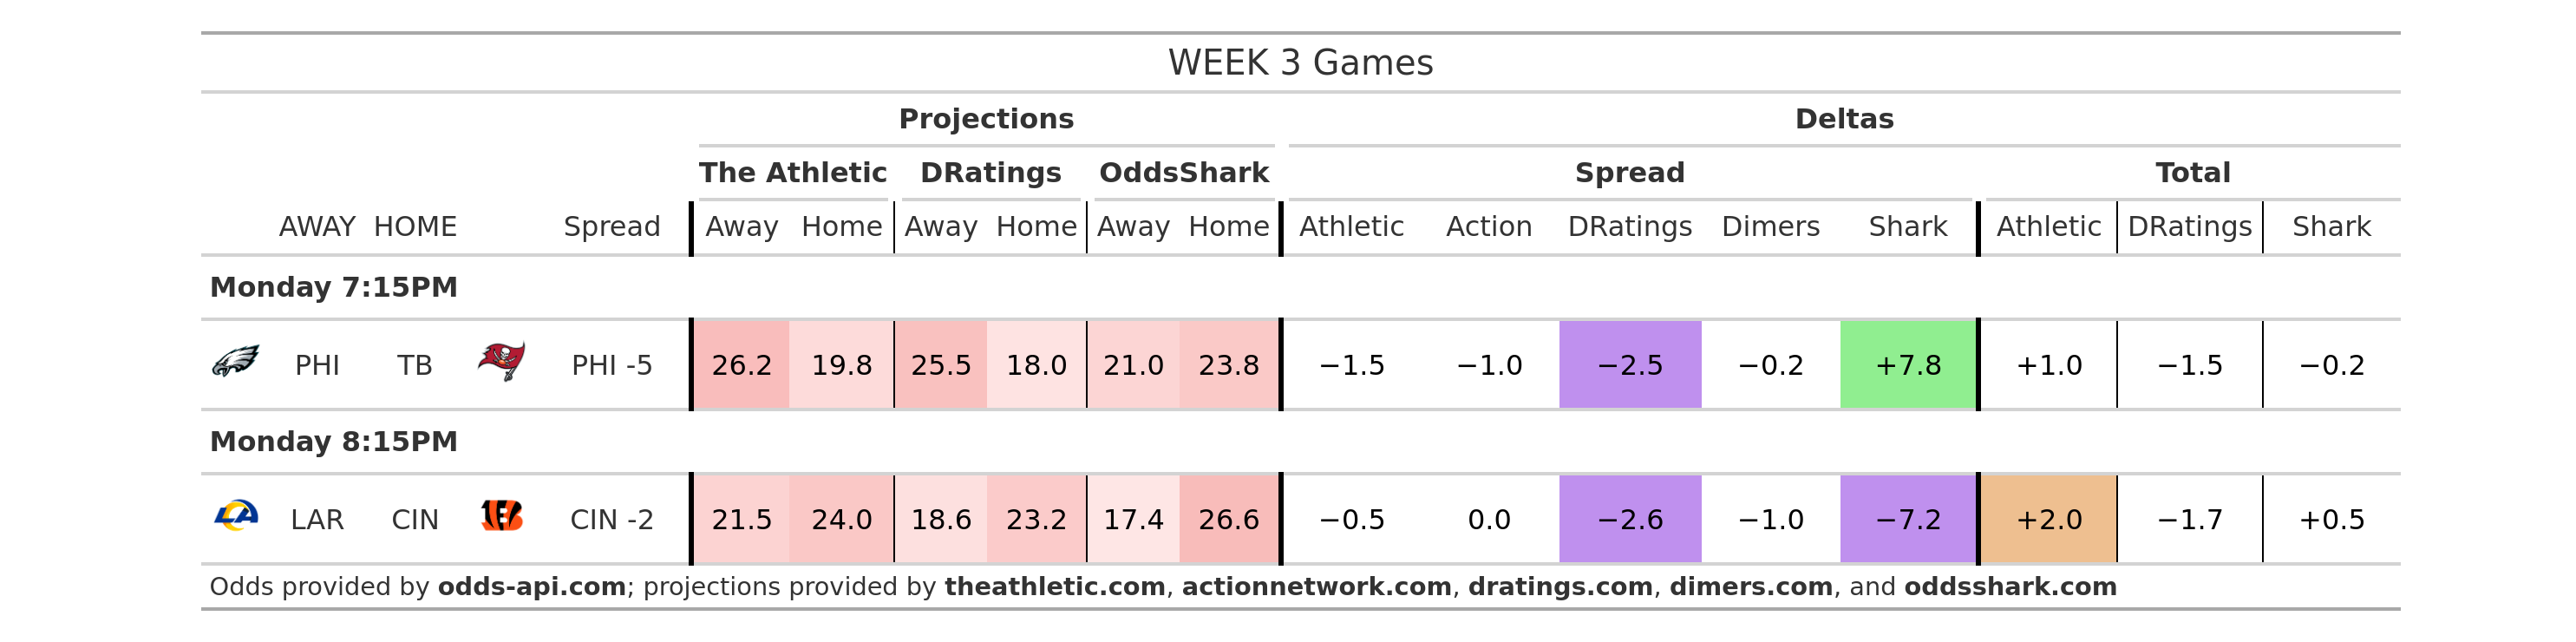 WEEK 3 Games
Projections Deltas
The Athletic DRatings OddsShark Spread Total
AWAY HOME Spread Away Home Away Home Away Home Athletic Action DRatings Dimers Shark Athletic DRatings Shark
Monday 7:15PM
PHI TB PHI -5 26.2 19.8 25.5 18.0 21.0 23.8 −1.5 −1.0 −2.5 −0.2 +7.8 +1.0 −1.5 −0.2
Monday 8:15PM
LAR CIN CIN -2 21.5 24.0 18.6 23.2 17.4 26.6 −0.5 0.0 −2.6 −1.0 −7.2 +2.0 −1.7 +0.5
Odds provided by odds-api.com; projections provided by theathletic.com, actionnetwork.com, dratings.com, dimers.com, and oddsshark.com